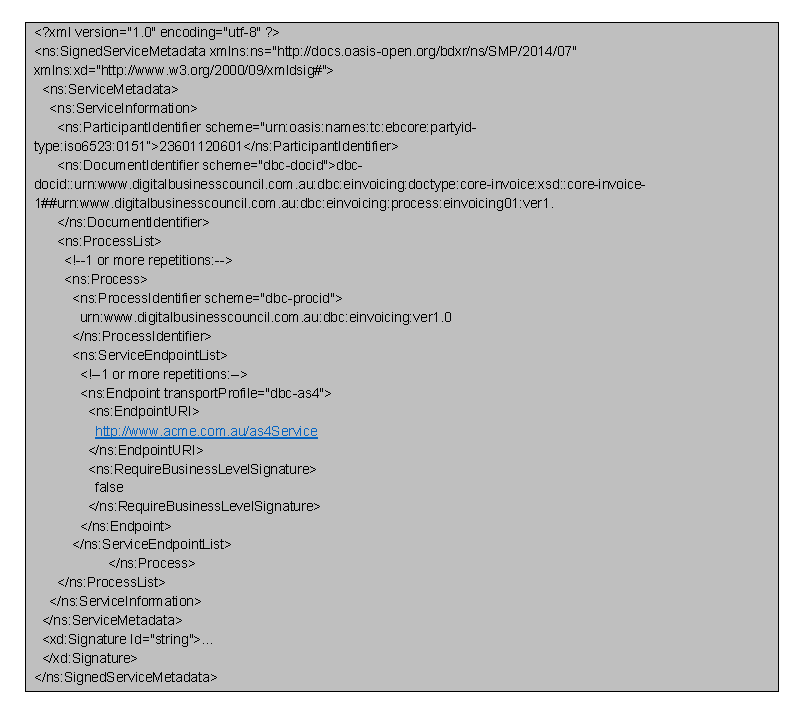 <?xml version="1.0" encoding="utf-8" ?>
<ns:SignedServiceMetadata xmlns:ns="http://docs.oasis-open.org/bdxr/ns/SMP/2014/07"
xmlns:xd="http://www.w3.org/2000/09/xmldsig#">
<ns:ServiceMetadata>
<ns:ServiceInformation>
<ns:ParticipantIdentifier scheme="urn:oasis:names:tc:ebcore:partyid-
type:iso6523:0151">23601120601</ns:ParticipantIdentifier>
<ns:DocumentIdentifier scheme="dbc-docid">dbc-
docid::urn:www.digitalbusinesscouncil.com.au:dbc:einvoicing:doctype:core-invoice:xsd::core-invoice-
1##urn:www.digitalbusinesscouncil.com.au:dbc:einvoicing:process:einvoicing01:ver1.
</ns:DocumentIdentifier>
<ns:ProcessList>
<!--1 or more repetitions:-->
<ns:Process>
<ns:ProcessIdentifier scheme="dbc-procid">
urn:www.digitalbusinesscouncil.com.au:dbc:einvoicing:ver1.0
</ns:ProcessIdentifier>
<ns:ServiceEndpointList>
<!–1 or more repetitions:–>
<ns:Endpoint transportProfile="dbc-as4">
<ns:EndpointURI>
http://www.acme.com.au/as4Service
</ns:EndpointURI>
<ns:RequireBusinessLevelSignature>
false
</ns:RequireBusinessLevelSignature>
</ns:Endpoint>
</ns:ServiceEndpointList>
</ns:Process>
</ns:ProcessList>
</ns:ServiceInformation>
</ns:ServiceMetadata>
<xd:Signature Id="string">...
</xd:Signature>
</ns:SignedServiceMetadata>